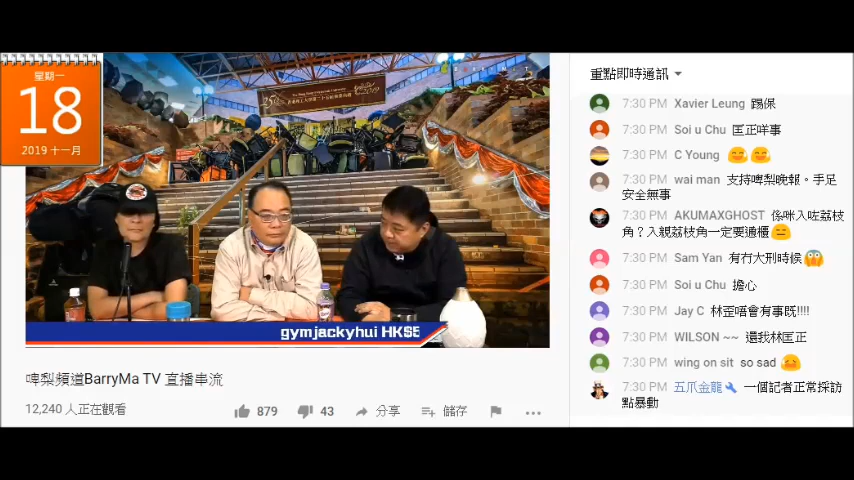 星期一
18
2019 十一月
gymjackyhui HK$5
啤梨頻道BarryMa TV 直播串流
12,240 人正在觀看
879
43
分享
儲存
重點即時通訊
7:30 PM Xavier Leung 踢保
7:30 PM Soi u Chu 匡正咩事
7:30 PM C Young
7:30 PM wai man 支持啤梨晚報。手足
安全無事
7:30 PM AKUMAXGHOST 係咪入咗荔枝
角？入親荔枝角一定要通櫃
7:30 PM Sam Yan 有冇大刑時候
7:30 PM Soi u Chu 擔心
7:30 PM Jay C 林歪唔會有事既!!!!
7:30 PM WILSON ~~ 還我林匡正
7:30 PM wing on sit so sad
7:30 PM 五爪金龍 一個記者正常採訪
點暴動